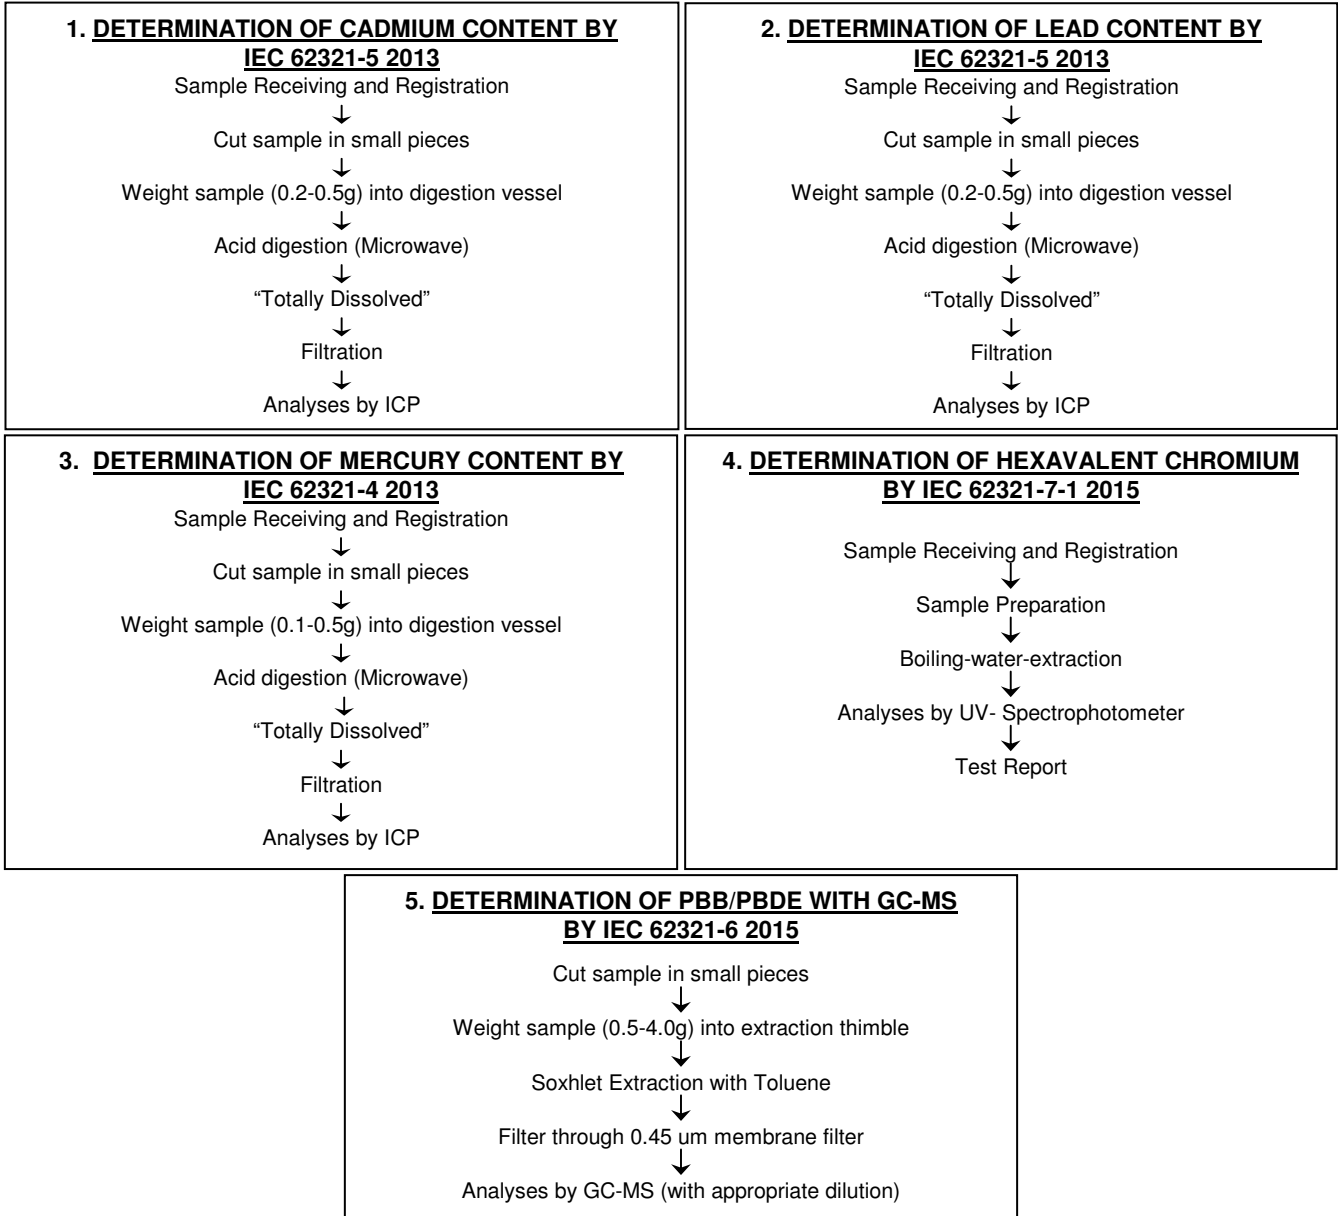 1. DETERMINATION OF CADMIUM CONTENT BY
IEC 62321-5 2013
Sample Receiving and Registration
Cut sample in small pieces
Weight sample (0.2-0.5g) into digestion vessel
Acid digestion (Microwave)
“Totally Dissolved”
Filtration
Analyses by ICP
2. DETERMINATION OF LEAD CONTENT BY
IEC 62321-5 2013
Sample Receiving and Registration
Cut sample in small pieces
Weight sample (0.2-0.5g) into digestion vessel
Acid digestion (Microwave)
“Totally Dissolved”
Filtration
Analyses by ICP
3. DETERMINATION OF MERCURY CONTENT BY
IEC 62321-4 2013
Sample Receiving and Registration
Cut sample in small pieces
Weight sample (0.1-0.5g) into digestion vessel
Acid digestion (Microwave)
“Totally Dissolved”
Filtration
Analyses by ICP
4. DETERMINATION OF HEXAVALENT CHROMIUM
BY IEC 62321-7-1 2015
Sample Receiving and Registration
Sample Preparation
Boiling-water-extraction
Analyses by UV- Spectrophotometer
Test Report
5. DETERMINATION OF PBB/PBDE WITH GC-MS
BY IEC 62321-6 2015
Cut sample in small pieces
Weight sample (0.5-4.0g) into extraction thimble
Soxhlet Extraction with Toluene
Filter through 0.45 um membrane filter
Analyses by GC-MS (with appropriate dilution)